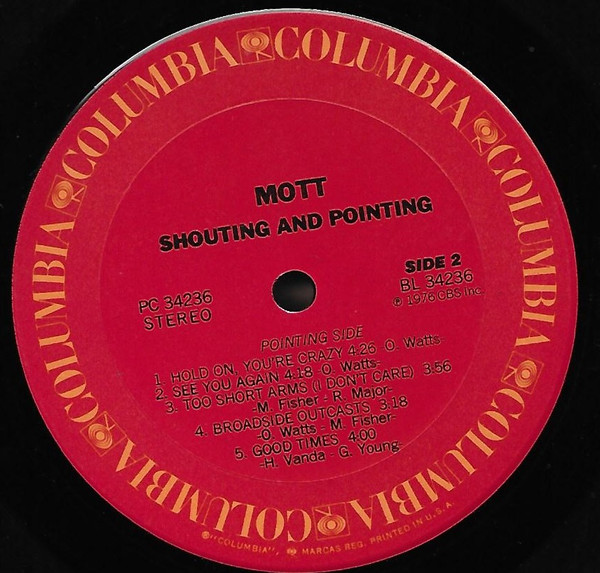 COLUMBIA COLUMBIA COLUMBIA COLUMBIA COLUMBIA COLUMBIA COLUMBIA COLUMBIA
MOTT
SHOUTING AND POINTING
SIDE 2
PC 34236
BL 34236
STEREO
℗ 1976 CBS Inc.
POINTING SIDE
1. HOLD ON, YOU'RE CRAZY 4:26 O. Watts
2. SEE YOU AGAIN 4:18 -O. Watts-
3. TOO SHORT ARMS (I DON'T CARE) 3:56
-M. Fisher - R. Major-
4. BROADSIDE OUTCASTS 3:18
-O. Watts - M. Fisher-
5. GOOD TIMES 4:00
-H. Vanda - G. Young-
®"COLUMBIA", MARCAS REG. PRINTED IN U.S.A.